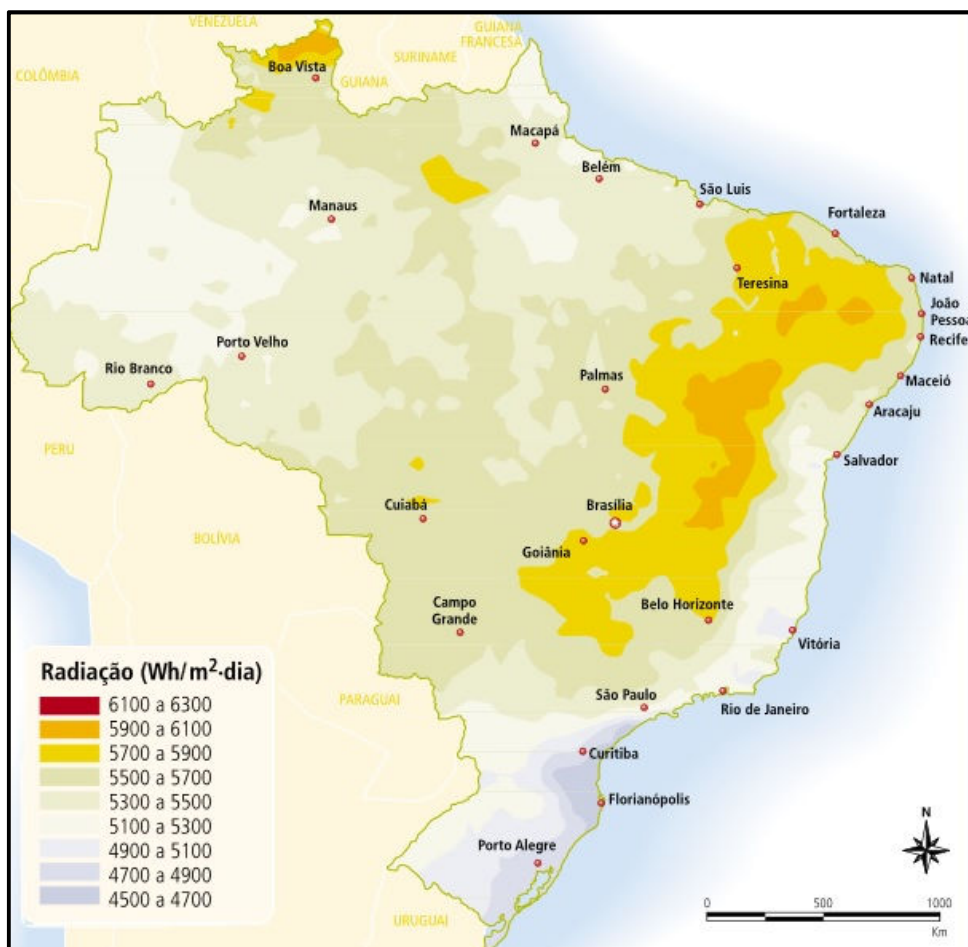 VENEZUELA
GUIANA
FRANCESA
SURINAME
COLÔMBIA
Boa Vista
GUIANA
Macapá
Belém
São Luis
Manaus
Fortaleza
Teresina
Natal
João
Pessoa
Recife
Porto Velho
Rio Branco
Palmas
Maceió
Aracaju
PERU
Salvador
Cuiabá
Brasília
Goiânia
BOLÍVIA
Campo
Grande
Belo Horizonte
Vitória
Radiação (Wh/m²·dia)
6100 a 6300
5900 a 6100
5700 a 5900
5500 a 5700
5300 a 5500
5100 a 5300
4900 a 5100
4700 a 4900
4500 a 4700
PARAGUAI
São Paulo
Rio de Janeiro
Curitiba
Florianópolis
Porto Alegre
URUGUAI
N
0 500 1000
Km